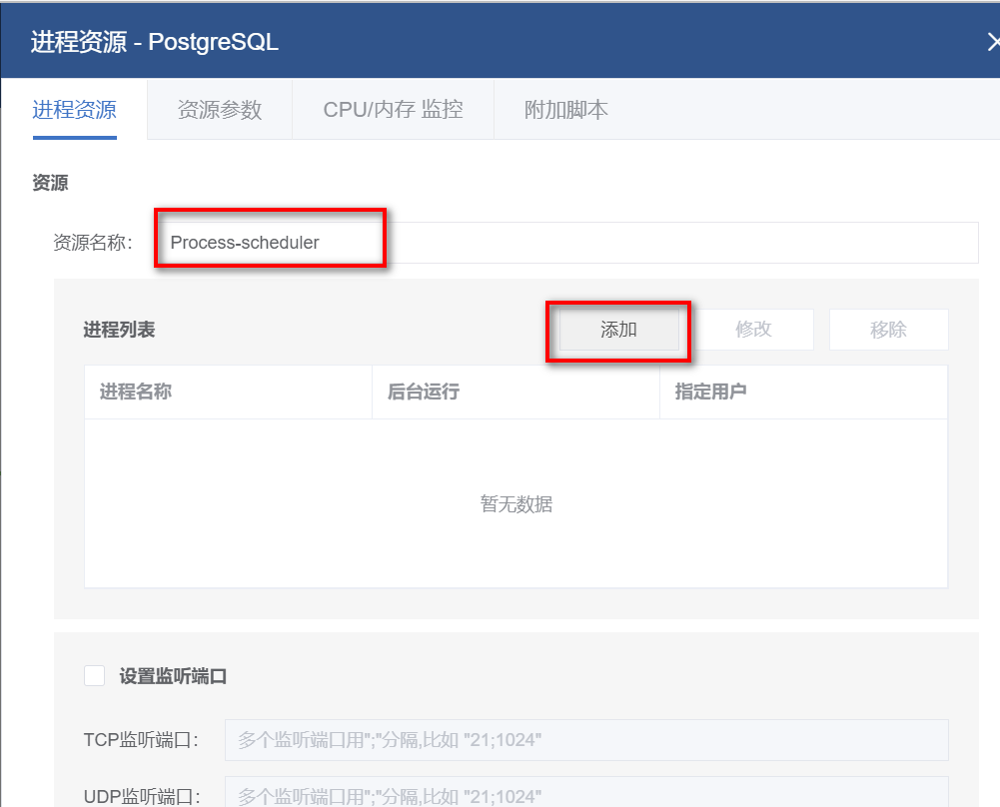 进程资源 - PostgreSQL
进程资源 资源参数 CPU/内存 监控 附加脚本
资源
资源名称: Process-scheduler
进程列表 添加 修改 移除
进程名称 后台运行 指定用户
暂无数据
设置监听端口
TCP监听端口: 多个监听端口用";"分隔,比如 "21;1024"
UDP监听端口: 多个监听端口用";"分隔,比如 "21;1024"